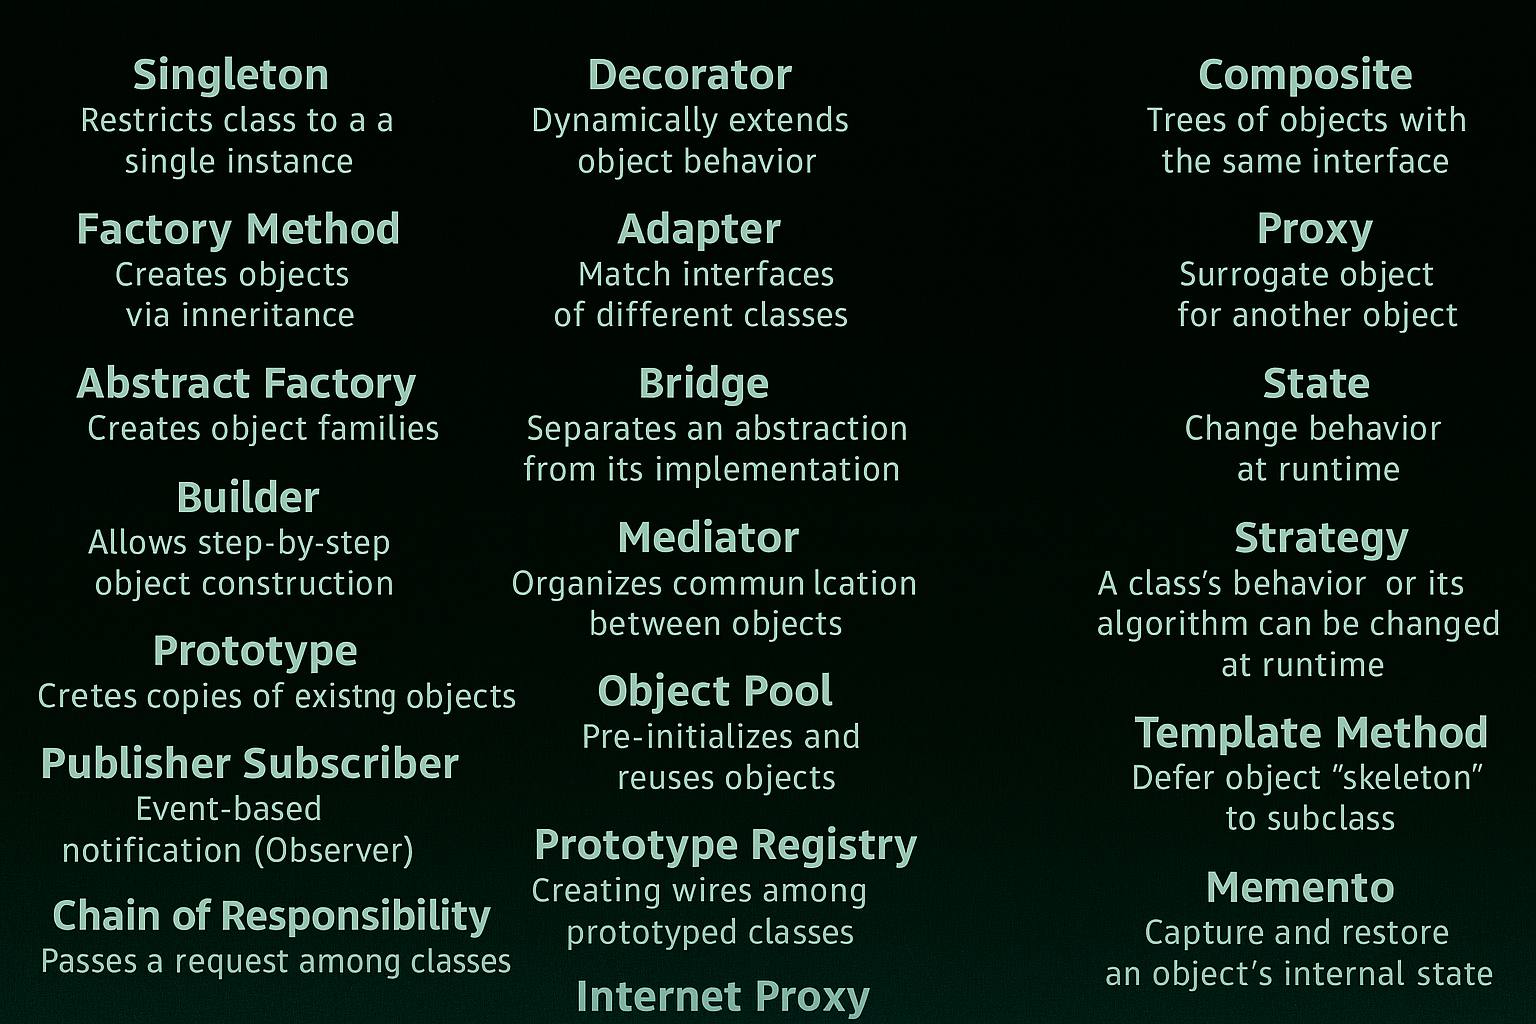 Singleton
Restricts class to a a
single instance
Factory Method
Creates objects
via inneritance
Abstract Factory
Creates object families
Builder
Allows step-by-step
object construction
Prototype
Cretes copies of existng objects
Publisher Subscriber
Event-based
notification (Observer)
Chain of Responsibility
Passes a request among classes
Decorator
Dynamically extends
object behavior
Adapter
Match interfaces
of different classes
Bridge
Separates an abstraction
from its implementation
Mediator
Organizes commun lcation
between objects
Object Pool
Pre-initializes and
reuses objects
Prototype Registry
Creating wires among
prototyped classes
Internet Proxy
Composite
Trees of objects with
the same interface
Proxy
Surrogate object
for another object
State
Change behavior
at runtime
Strategy
A class's behavior or its
algorithm can be changed
at runtime
Template Method
Defer object "skeleton"
to subclass
Memento
Capture and restore
an object's internal state